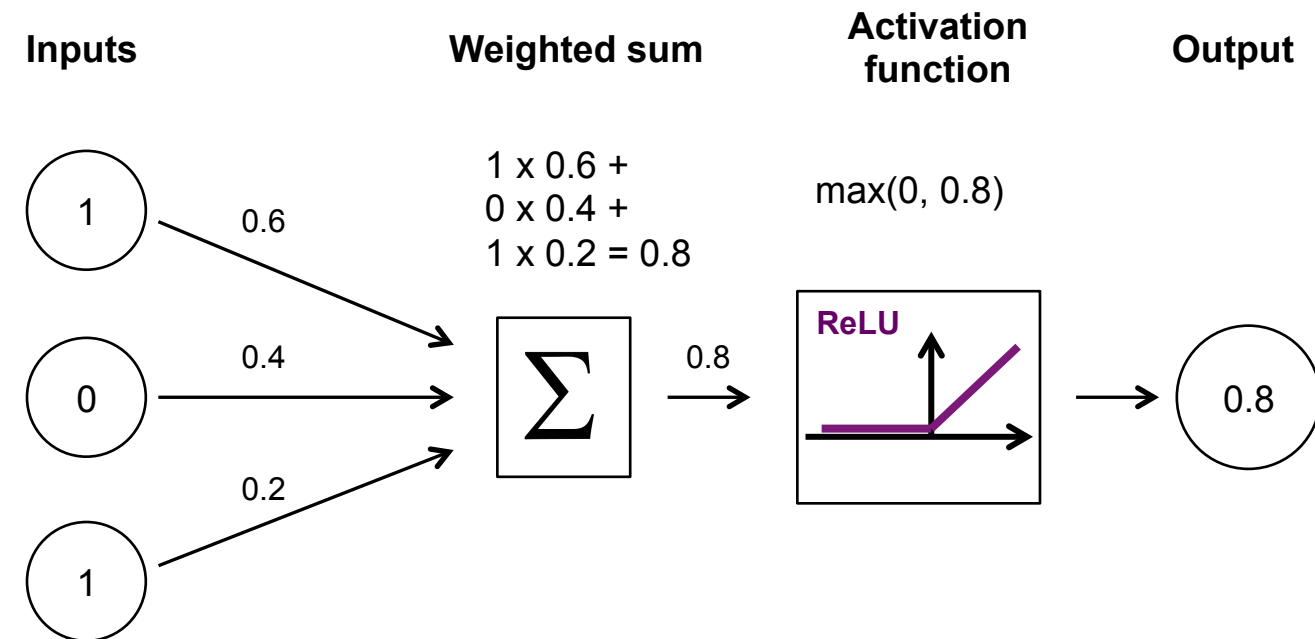 Inputs
Weighted sum
Activation
function
Output
1 x 0.6 +
0 x 0.4 +
1 x 0.2 = 0.8
max(0, 0.8)
1
0.6
0
0.4
1
0.2
Σ
0.8
ReLU
0.8